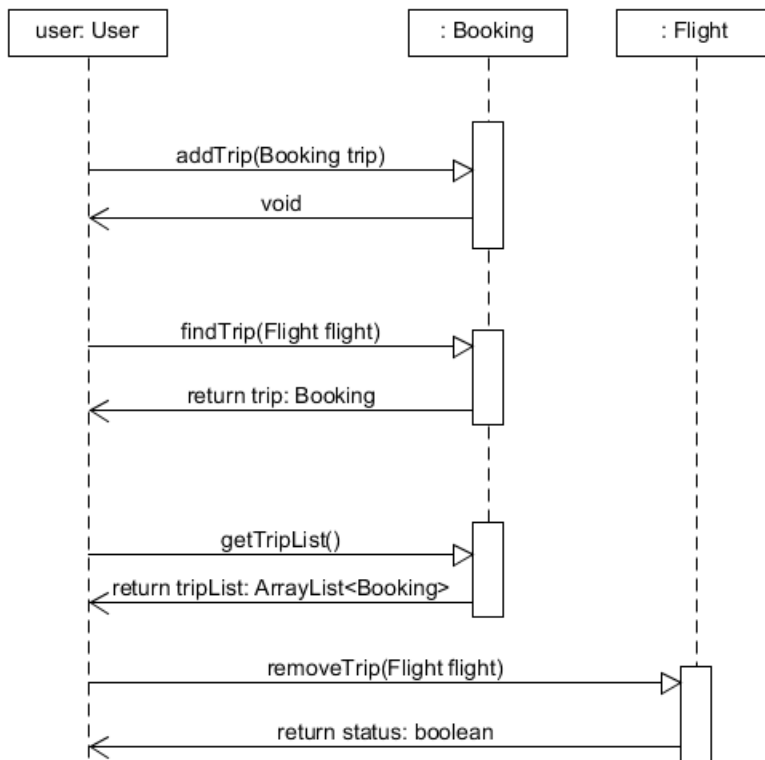 user: User
: Booking
: Flight
addTrip(Booking trip)
void
findTrip(Flight flight)
return trip: Booking
getTripList()
return tripList: ArrayList<Booking>
removeTrip(Flight flight)
return status: boolean